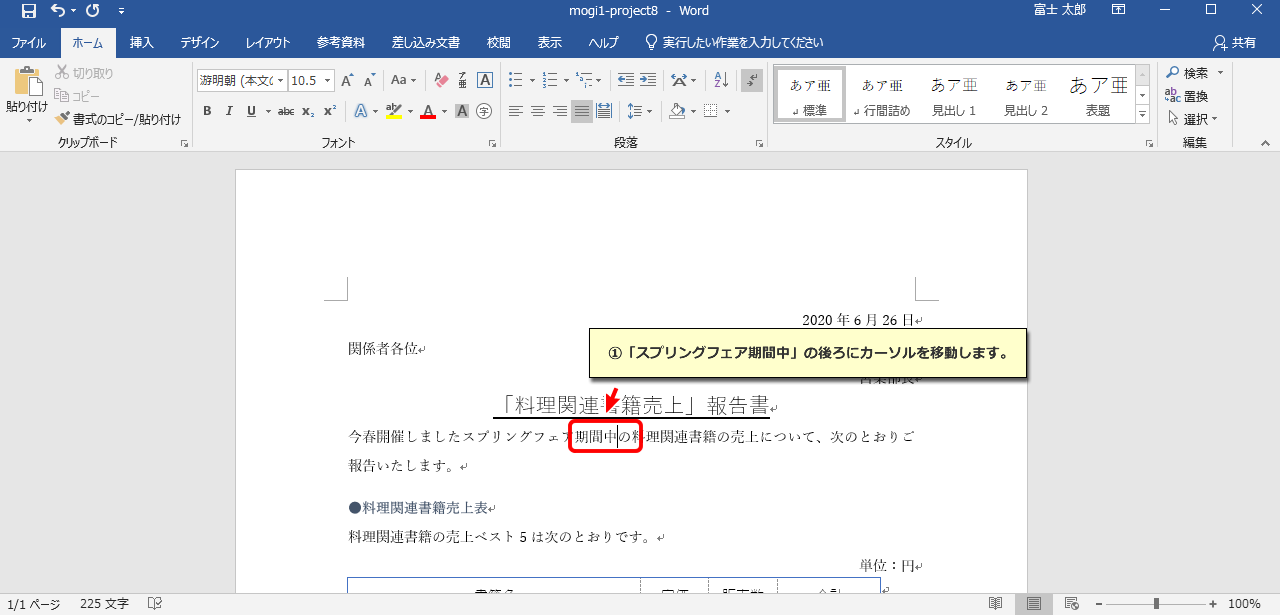 mogi1-project8 - Word
富士 太郎
ファイル ホーム 挿入 デザイン レイアウト 参考資料 差し込み文書 校閲 表示 ヘルプ 実行したい作業を入力してください 共有
貼り付け
切り取り
コピー
書式のコピー/貼り付け
クリップボード
游明朝 (本文の 10.5 Aa
B I U abc x₂ x²
フォント
段落
あア亜 あア亜 あア亜 あア亜 あア亜
標準 行間詰め 見出し 1 見出し 2 表題
スタイル
検索
置換
選択
編集
2020 年 6 月 26 日
関係者各位
①「スプリングフェア期間中」の後ろにカーソルを移動します。
営業部長
「料理関連書籍売上」報告書
今春開催しましたスプリングフェア期間中の料理関連書籍の売上について、次のとおりご
報告いたします。
●料理関連書籍売上表
料理関連書籍の売上ベスト 5 は次のとおりです。
単位：円
書籍名 定価 販売数 合計
1/1 ページ 225 文字 100%